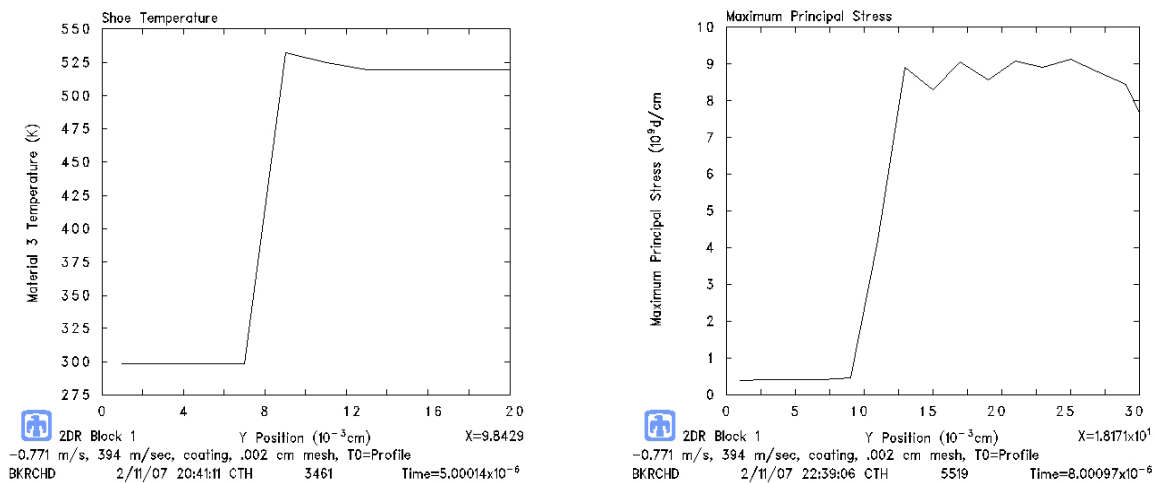 Shoe Temperature
550
525
500
475
450
425
400
375
350
325
300
275
Material 3 Temperature (K)
0 4 8 12 16 20
2DR Block 1 Y Position (10⁻³cm) X=9.8429
-0.771 m/s, 394 m/sec, coating, .002 cm mesh, T0=Profile
BKRCHD 2/11/07 20:41:11 CTH 3461 Time=5.00014x10⁻⁶
Maximum Principal Stress
10
9
8
7
6
5
4
3
2
1
0
Maximum Principal Stress (10⁹d/cm
0 5 10 15 20 25 30
2DR Block 1 Y Position (10⁻³cm) X=1.8171x10¹
-0.771 m/s, 394 m/sec, coating, .002 cm mesh, T0=Profile
BKRCHD 2/11/07 22:39:06 CTH 5519 Time=8.00097x10⁻⁶